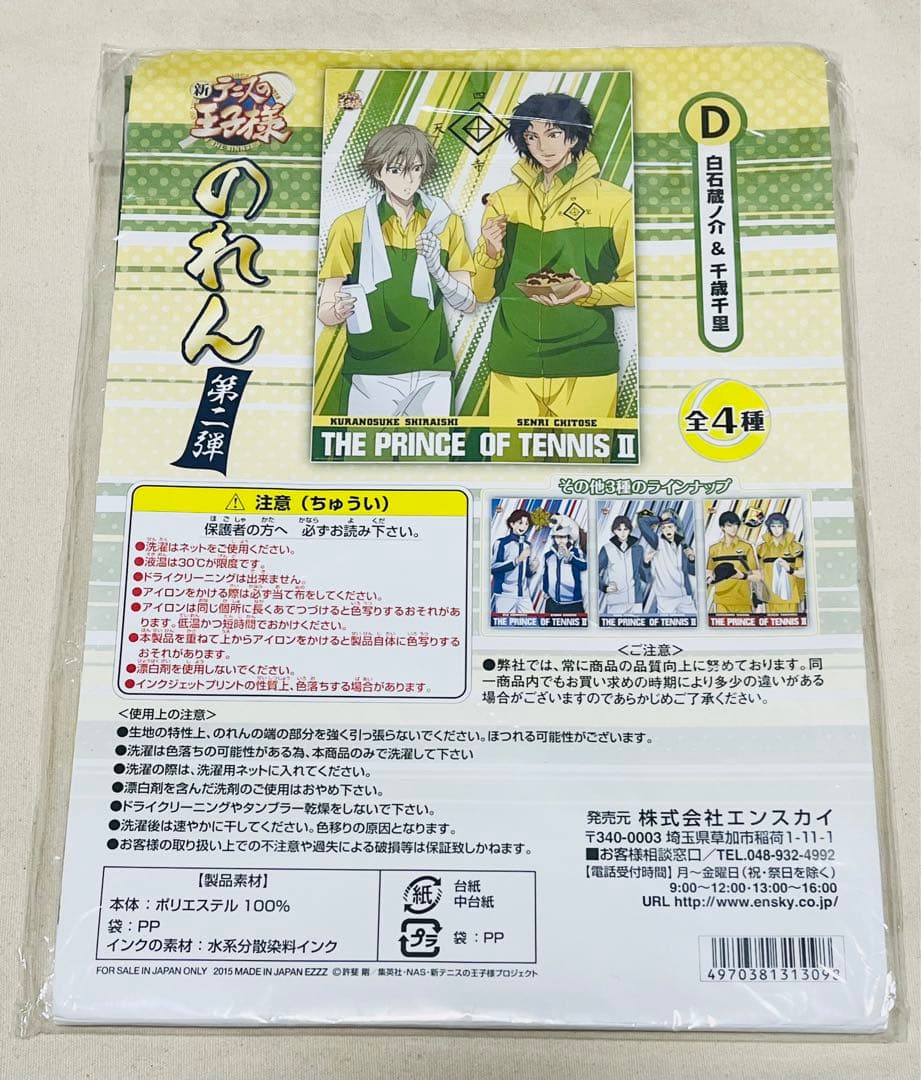 新テニスの
王子様
のれん
第二弾
四天
寺
KURANOSUKE SHIRAISHI
SENRI CHITOSE
THE PRINCE OF TENNIS II
D
白石蔵ノ介 & 千歳千里
全4種
その他3種のラインナップ
THE PRINCE OF TENNIS II
THE PRINCE OF TENNIS II
THE PRINCE OF TENNIS II
注意（ちゅうい）
保護者の方へ 必ずお読み下さい。
●洗濯はネットをご使用ください。
●液温は30℃が限度です。
●ドライクリーニングは出来ません。
●アイロンをかける際は必ず当て布をしてください。
●アイロンは同じ個所に長くあてつづけると色写りするおそれがあ
ります。低温かつ短時間でおかけください。
●本製品を重ねて上からアイロンをかけると製品自体に色写りする
おそれがあります。
●漂白剤を使用しないでください。
●インクジェットプリントの性質上、色落ちする場合があります。
＜ご注意＞
●弊社では、常に商品の品質向上に努めております。同
一商品内でもお買い求めの時期により多少の違いがある
場合がございますのであらかじめご了承ください。
＜使用上の注意＞
●生地の特性上、のれんの端の部分を強く引っ張らないでください。ほつれる可能性がございます。
●洗濯は色落ちの可能性がある為、本商品のみで洗濯して下さい
●洗濯の際は、洗濯用ネットに入れてください。
●漂白剤を含んだ洗剤のご使用はおやめ下さい。
●ドライクリーニングやタンブラー乾燥をしないで下さい。
●洗濯後は速やかに干してください。色移りの原因となります。
●お客様の取り扱い上での不注意や過失による破損等は保証致しかねます。
発売元 株式会社エンスカイ
〒340-0003 埼玉県草加市稲荷1-11-1
■お客様相談窓口／TEL.048-932-4992
【電話受付時間】月～金曜日（祝・祭日を除く）
9:00～12:00・13:00～16:00
URL http://www.ensky.co.jp/
【製品素材】
本体：ポリエステル 100%
袋：PP
インクの素材：水系分散染料インク
紙
台紙
中台紙
プラ
袋：PP
FOR SALE IN JAPAN ONLY 2015 MADE IN JAPAN EZZZ ©許斐 剛／集英社・NAS・新テニスの王子様プロジェクト
4970381313098